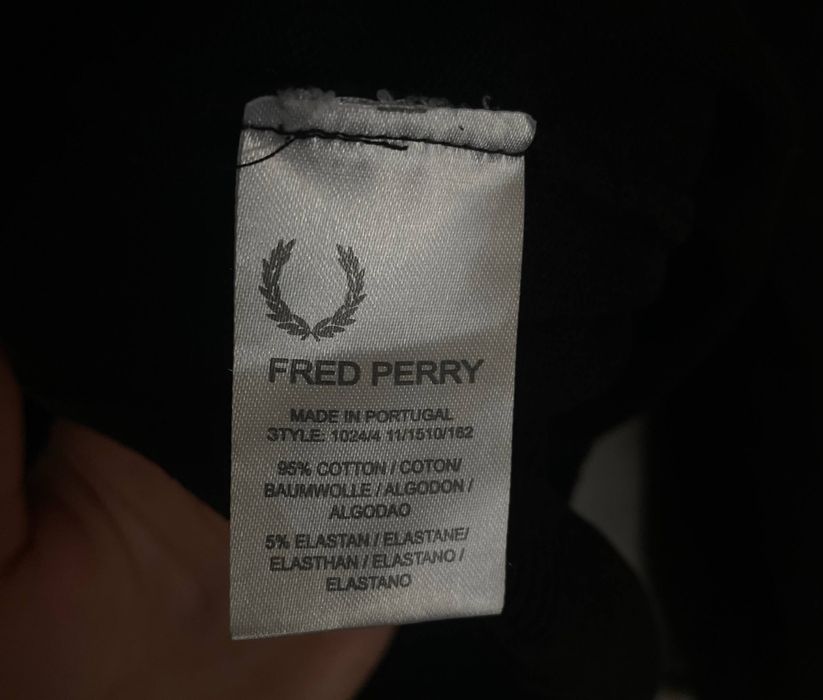 FRED PERRY
MADE IN PORTUGAL
STYLE: 1024/4 11/1510/162
95% COTTON / COTON/
BAUMWOLLE / ALGODON /
ALGODAO
5% ELASTAN / ELASTANE/
ELASTHAN / ELASTANO /
ELASTANO